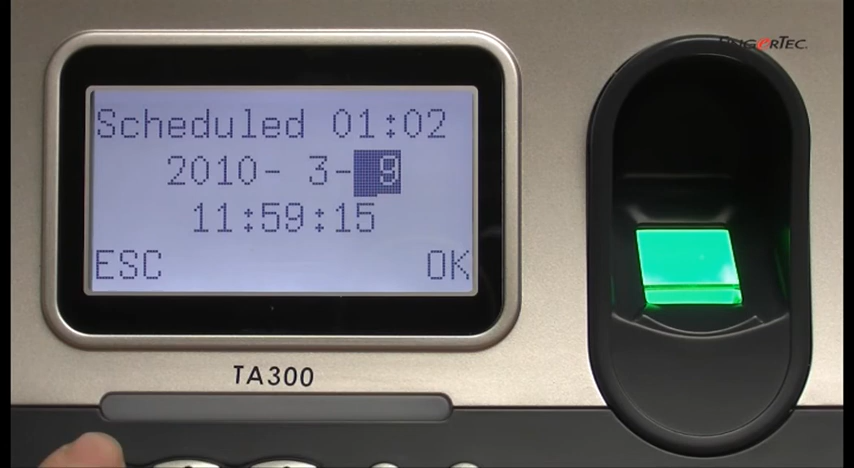 FingerTec
Scheduled 01:02
2010- 3- 9
11:59:15
ESC OK
TA300